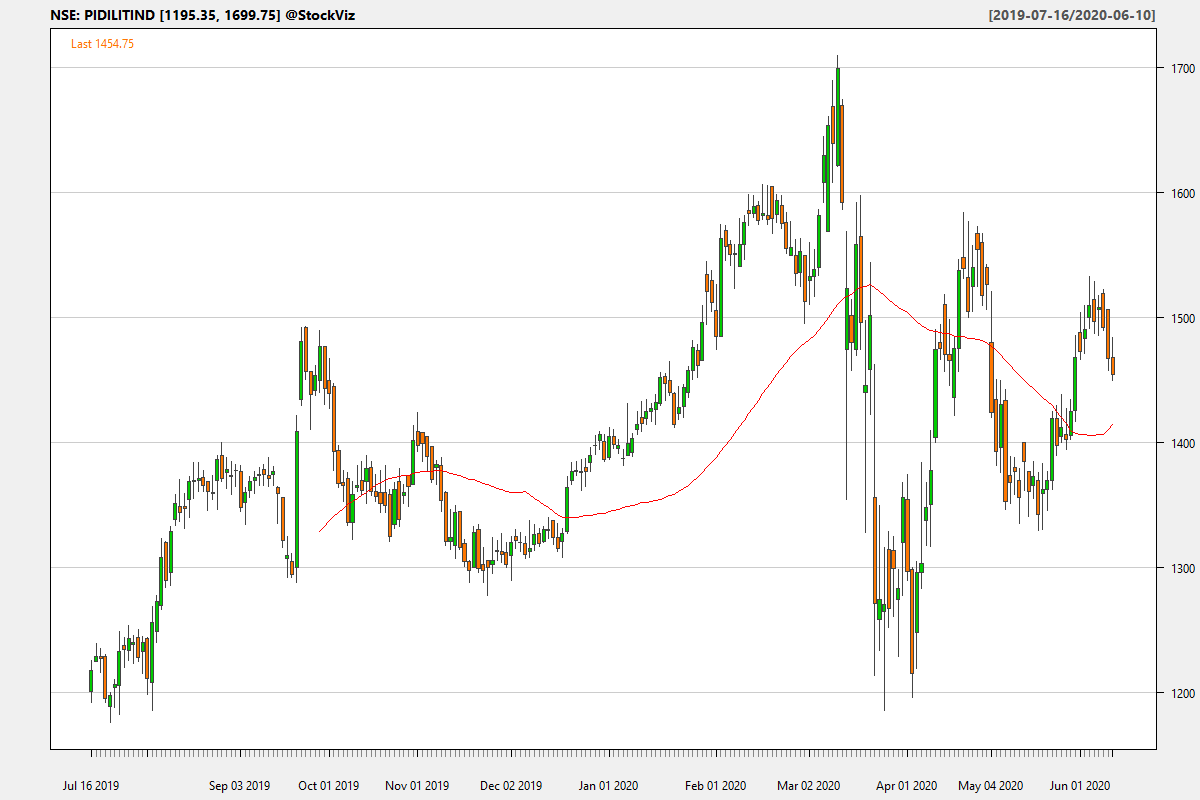 NSE: PIDILITIND [1195.35, 1699.75] @StockViz
[2019-07-16/2020-06-10]
Last 1454.75
1700
1600
1500
1400
1300
1200
Jul 16 2019 Sep 03 2019 Oct 01 2019 Nov 01 2019 Dec 02 2019 Jan 01 2020 Feb 01 2020 Mar 02 2020 Apr 01 2020 May 04 2020 Jun 01 2020